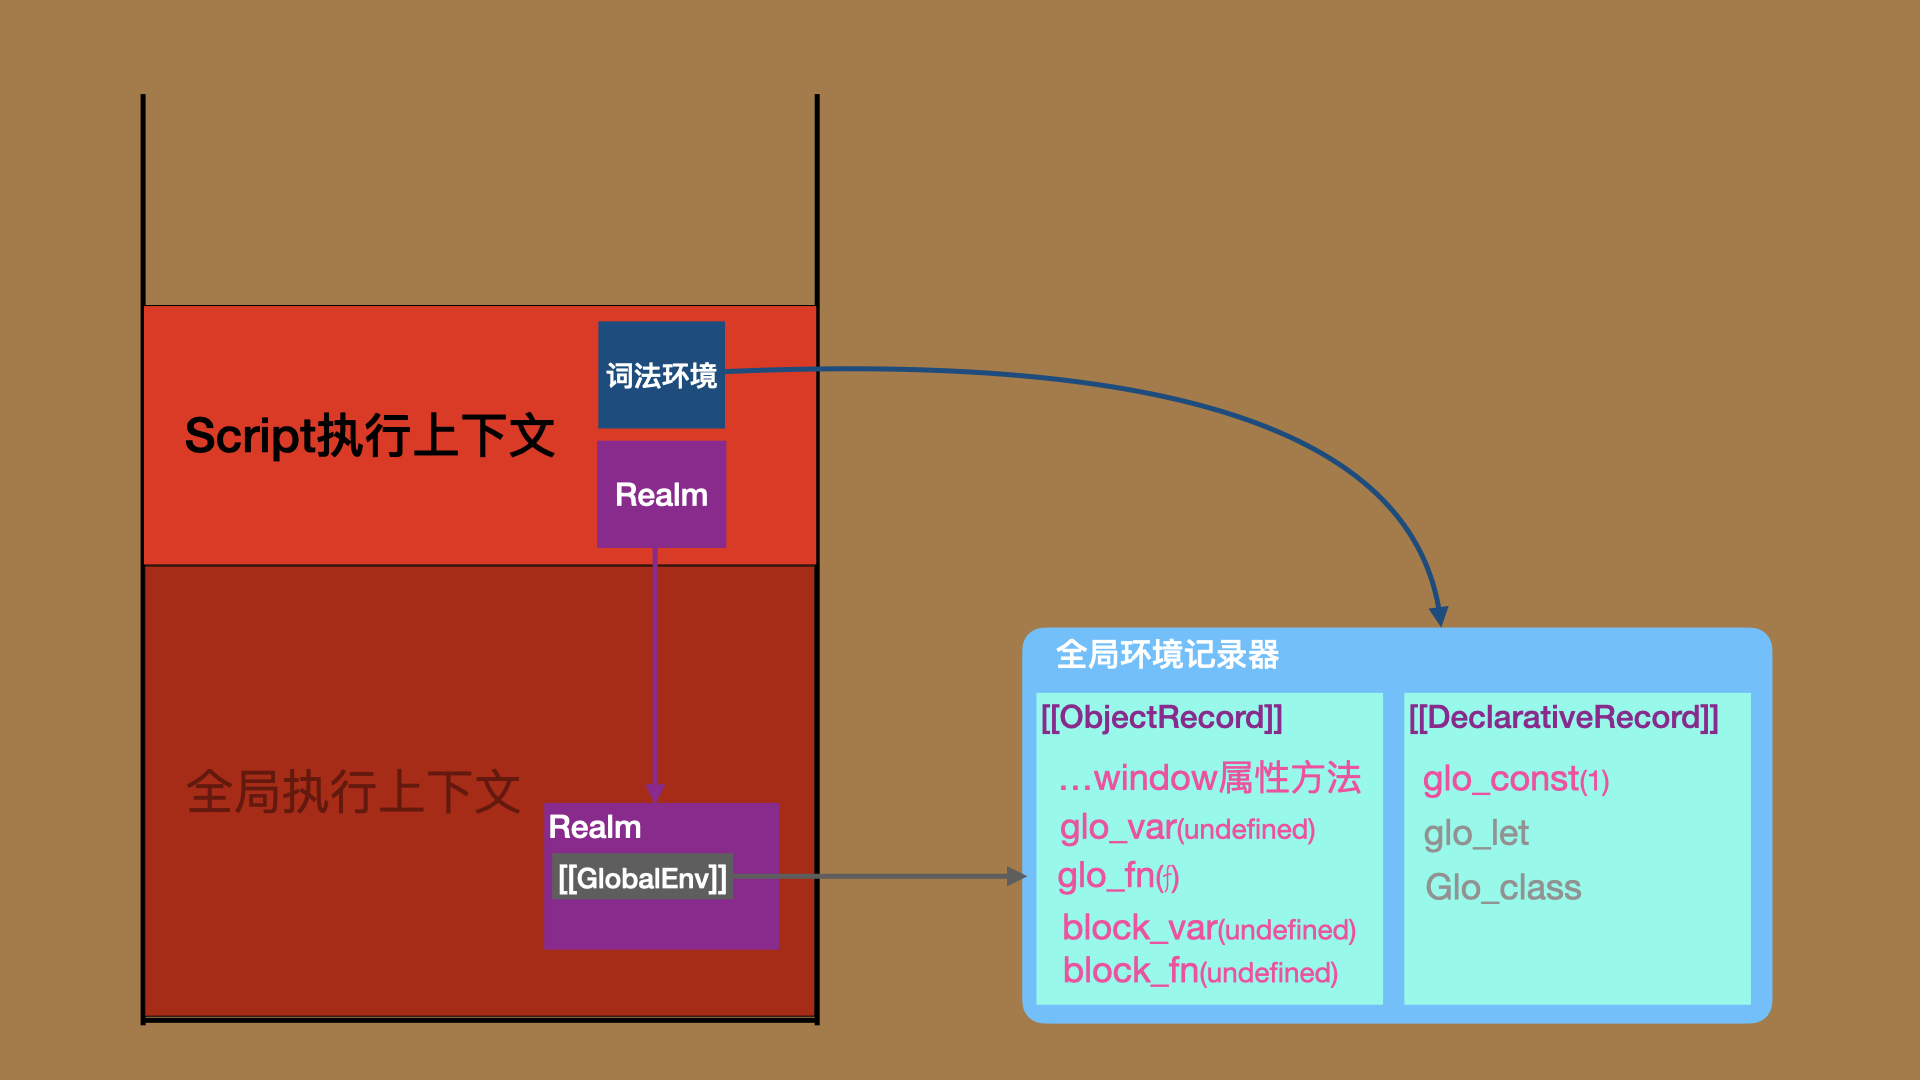 词法环境
Script执行上下文
Realm
全局执行上下文
Realm
[[GlobalEnv]]
全局环境记录器
[[ObjectRecord]]
...window属性方法
glo_var(undefined)
glo_fn(ƒ)
block_var(undefined)
block_fn(undefined)
[[DeclarativeRecord]]
glo_const(1)
glo_let
Glo_class